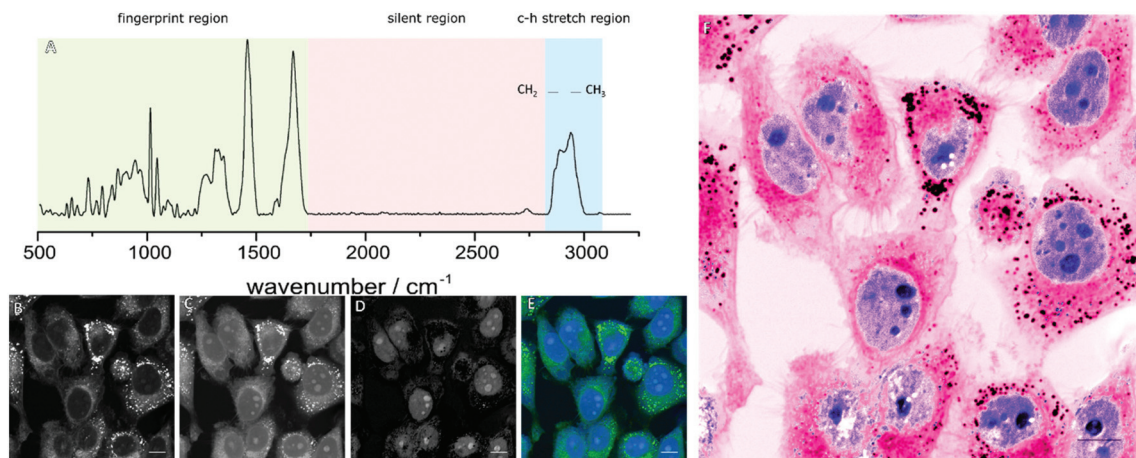 fingerprint region silent region c-h stretch region
A
CH₂ CH₃
500 1000 1500 2000 2500 3000
wavenumber / cm⁻¹
B C D E
F